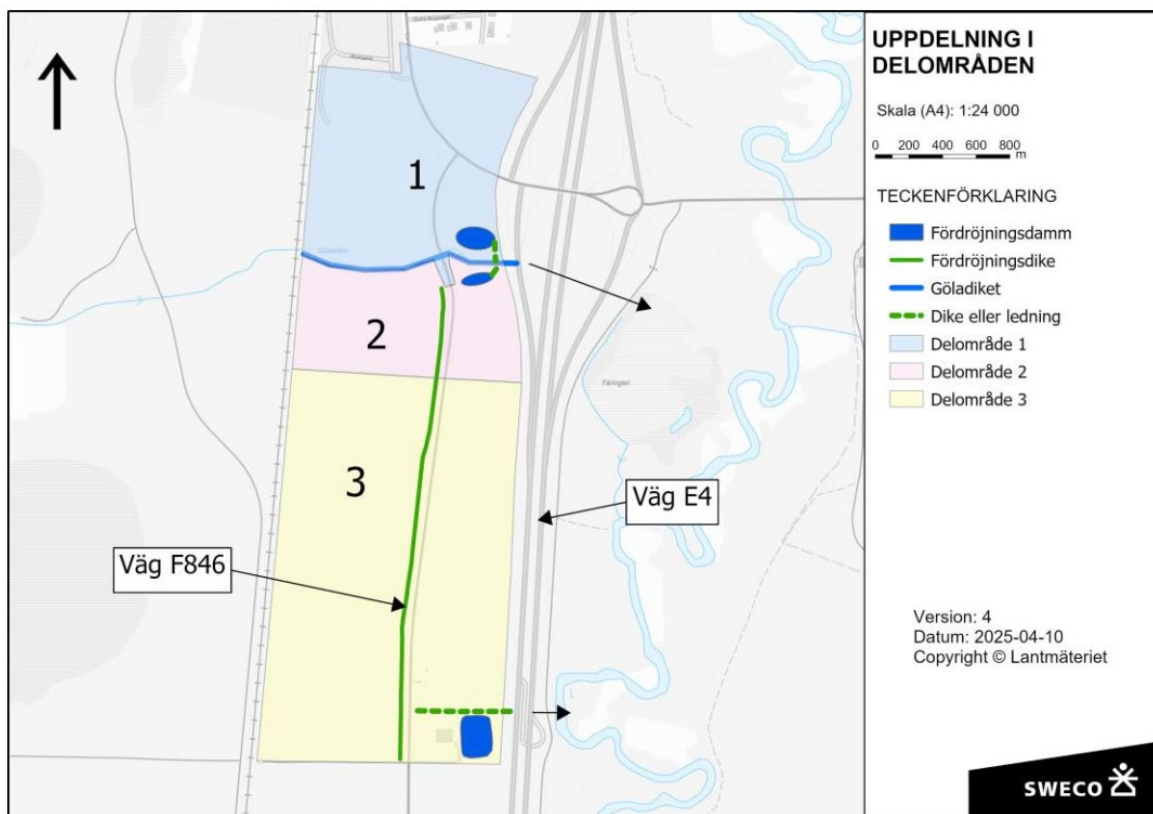 UPPDELNING I
DELOMRÅDEN
Skala (A4): 1:24 000
0 200 400 600 800
m
TECKENFÖRKLARING
Fördröjningsdamm
Fördröjningsdike
Göladiket
Dike eller ledning
Delområde 1
Delområde 2
Delområde 3
1
Göladiket
2
Färingen
3
Väg E4
Väg F846
Version: 4
Datum: 2025-04-10
Copyright © Lantmäteriet
SWECO